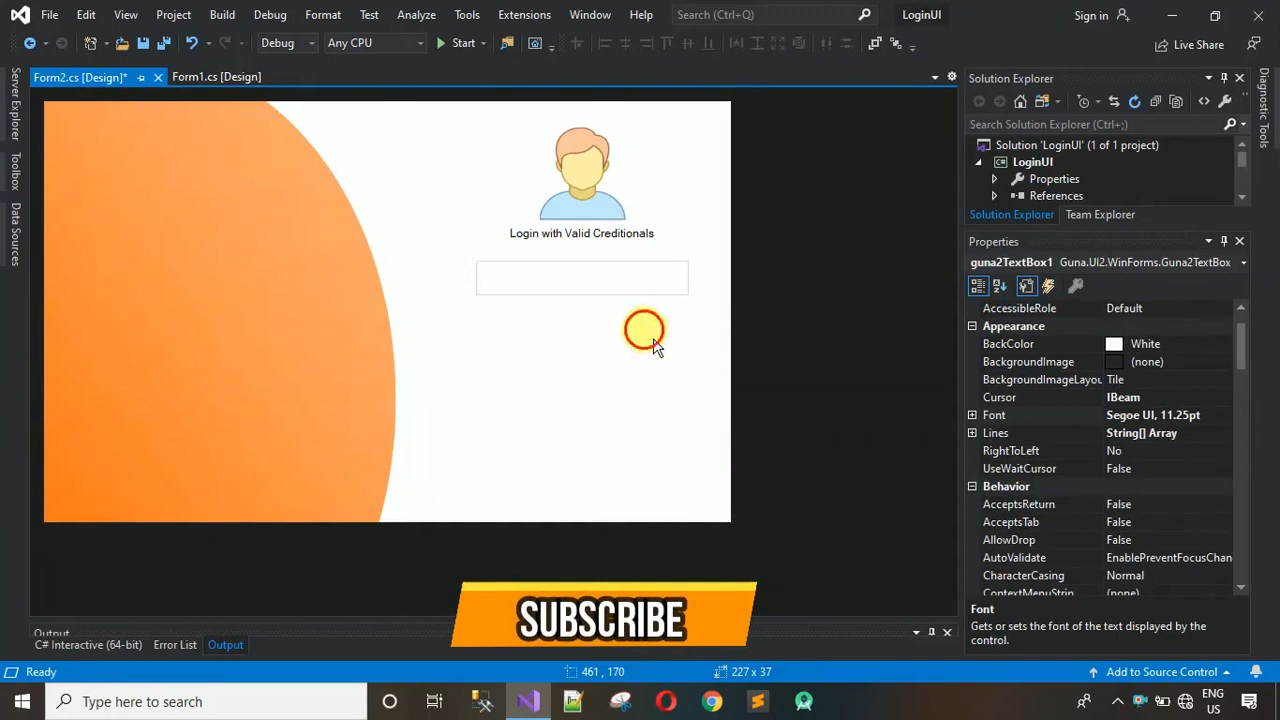 File Edit View Project Build Debug Format Test Analyze Tools Extensions Window Help Search (Ctrl+Q) LoginUI Sign in
Debug Any CPU Start Live Share
Form2.cs [Design]* Form1.cs [Design]
Server Explorer
Toolbox
Data Sources
Login with Valid Creditionals
Solution Explorer
Search Solution Explorer (Ctrl+;)
Solution 'LoginUI' (1 of 1 project)
LoginUI
Properties
References
Solution Explorer Team Explorer
Diagnostic Tools
Properties
guna2TextBox1 Guna.UI2.WinForms.Guna2TextBox
AccessibleRole Default
Appearance
BackColor White
BackgroundImage (none)
BackgroundImageLayou Tile
Cursor IBeam
Font Segoe UI, 11.25pt
Lines String[] Array
RightToLeft No
UseWaitCursor False
Behavior
AcceptsReturn False
AcceptsTab False
AllowDrop False
AutoValidate EnablePreventFocusChan
CharacterCasing Normal
ContextMenuStrip (none)
Font
Gets or sets the font of the text displayed by the
control.
SUBSCRIBE
Output
C# Interactive (64-bit) Error List Output
Ready 461 , 170 227 x 37 Add to Source Control
Type here to search ENG
US